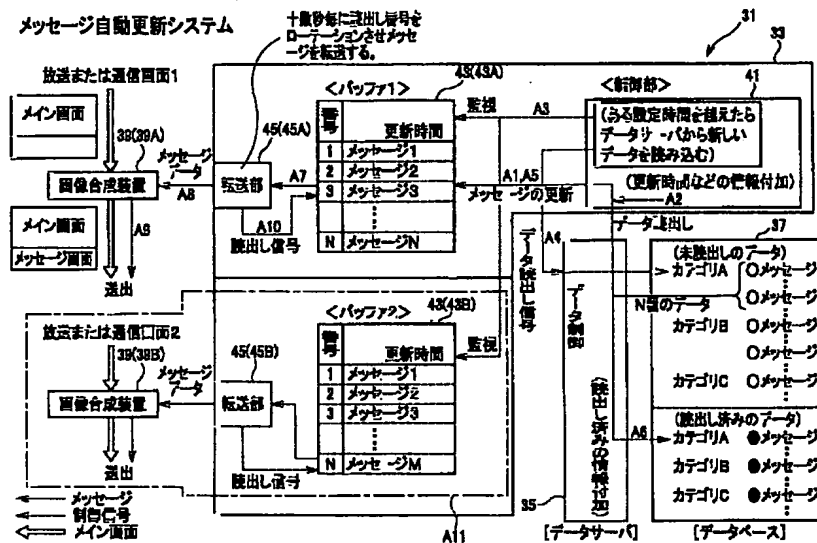 メッセージ自動更新システム
十数秒毎に読出し信号を
ローテーションさせメッセ
ージを転送する。
31
33
放送または通信画面1
メイン画面
39(39A)
画像合成装置
メッセージ
データ
A8
A9
メイン画面
メッセージ画面
送出
45(45A)
転送部
A7
A10
読出し信号
<バッファ1>
43(43A)
番号
更新時間
1 メッセージ1
2 メッセージ2
3 メッセージ3
N メッセージN
監視
A3
A1,A5
メッセージの更新
<制御部>
41
(ある設定時間を越えたら
データサーバから新しい
データを読み込む)
(更新時間などの情報付加)
A2
データ読出し
A4
データ読出し信号
37
(未読出しのデータ)
カテゴリA ○メッセージ
○メッセージ
N個のデータ
カテゴリB ○メッセージ
○メッセージ
カテゴリC ○メッセージ
(読出し済みのデータ)
A6
カテゴリA ●メッセージ
カテゴリB ●メッセージ
カテゴリC ●メッセージ
[データベース]
データ制御
(読出し済みの情報付加)
35
[データサーバ]
放送または通信画面2
39(39B)
画像合成装置
メッセージ
データ
送出
45(45B)
転送部
読出し信号
<バッファ2>
43(43B)
番号
更新時間
1 メッセージ1
2 メッセージ2
3 メッセージ3
N メッセージM
監視
A11
メッセージ
制御信号
メイン画面